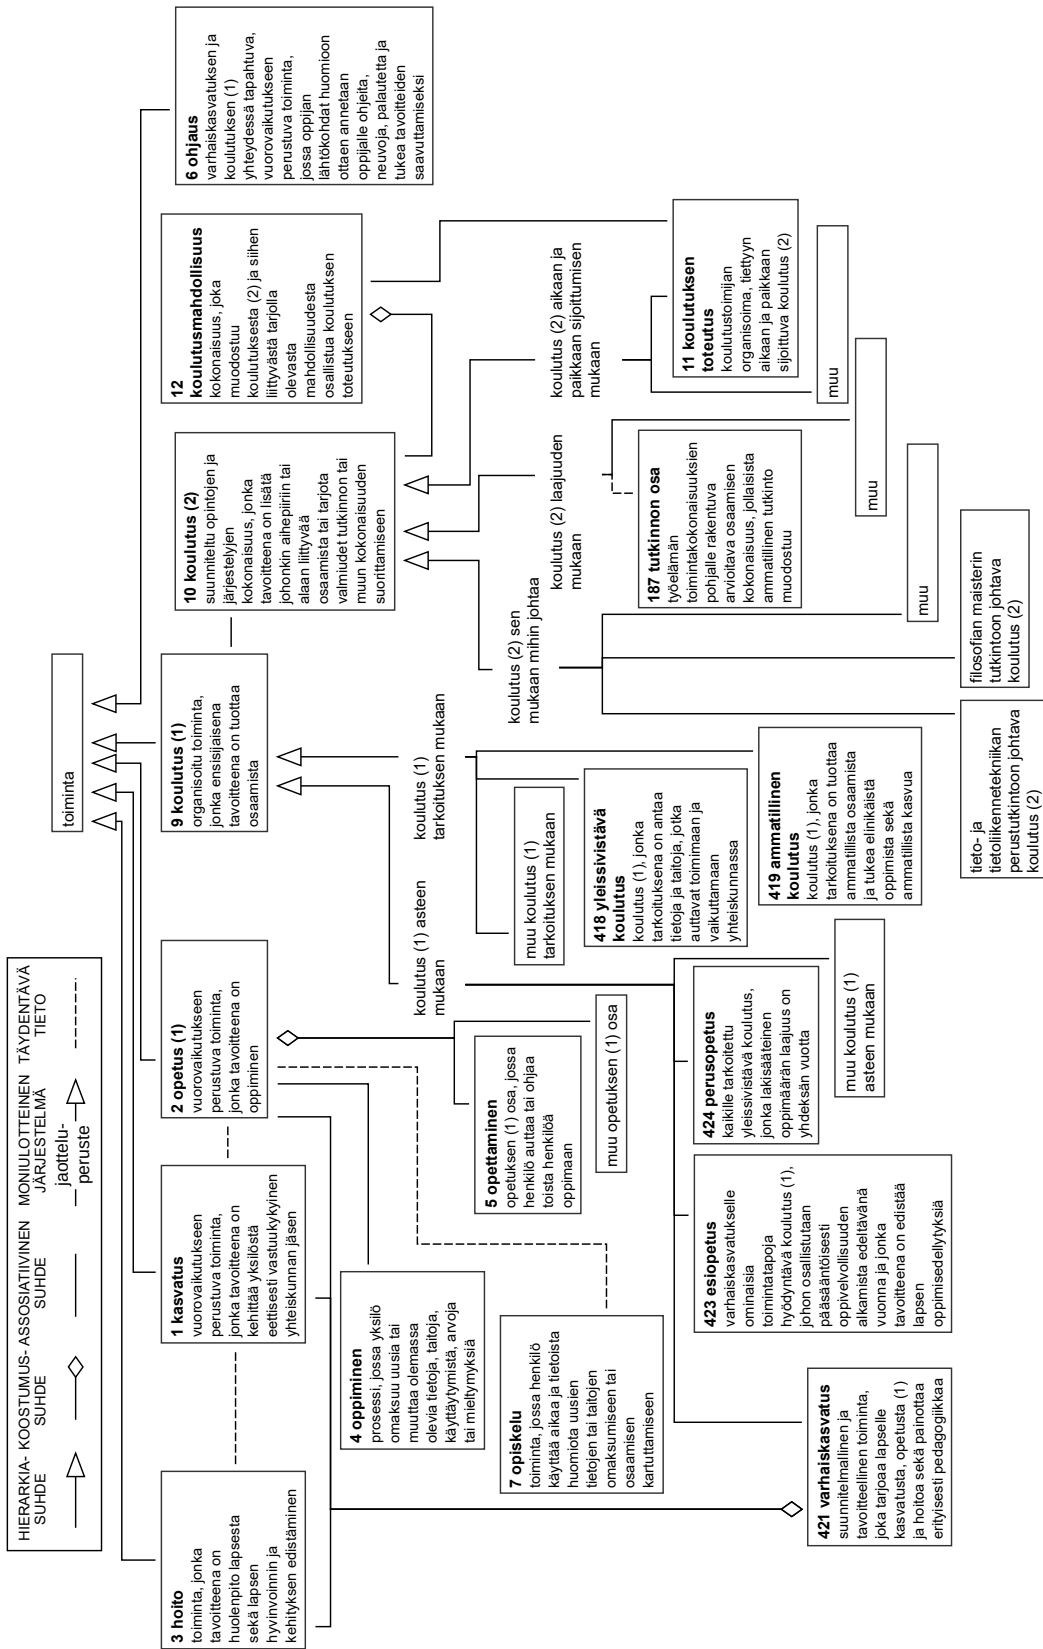 HIERARKIA-
SUHDE
KOOSTUMUS-
SUHDE
ASSOSIATIIVINEN
SUHDE
MONIULOTTEINEN
JÄRJESTELMÄ
jaottelu-
peruste
TÄYDENTÄVÄ
TIETO
toiminta
3 hoito
toiminta, jonka
tavoitteena on
huolenpito lapsesta
sekä lapsen
hyvinvoinnin ja
kehityksen edistäminen
1 kasvatus
vuorovaikutukseen
perustuva toiminta,
jonka tavoitteena on
kehittää yksilöstä
eettisesti vastuukykyinen
yhteiskunnan jäsen
2 opetus (1)
vuorovaikutukseen
perustuva toiminta,
jonka tavoitteena on
oppiminen
9 koulutus (1)
organisoitu toiminta,
jonka ensisijaisena
tavoitteena on tuottaa
osaamista
10 koulutus (2)
suunniteltu opintojen ja
järjestelyjen
kokonaisuus, jonka
tavoitteena on lisätä
johonkin aihepiiriin tai
alaan liittyvää
osaamista tai tarjota
valmiudet tutkinnon tai
muun kokonaisuuden
suorittamiseen
12
koulutusmahdollisuus
kokonaisuus, joka
muodostuu
koulutuksesta (2) ja siihen
liittyvästä tarjolla
olevasta
mahdollisuudesta
osallistua koulutuksen
toteutukseen
6 ohjaus
varhaiskasvatuksen ja
koulutuksen (1)
yhteydessä tapahtuva,
vuorovaikutukseen
perustuva toiminta,
jossa oppijan
lähtökohdat huomioon
ottaen annetaan
oppijalle ohjeita,
neuvoja, palautetta ja
tukea tavoitteiden
saavuttamiseksi
4 oppiminen
prosessi, jossa yksilö
omaksuu uusia tai
muuttaa olemassa
olevia tietoja, taitoja,
käyttäytymistä, arvoja
tai mieltymyksiä
5 opettaminen
opetuksen (1) osa, jossa
henkilö auttaa tai ohjaa
toista henkilöä
oppimaan
muu opetuksen (1) osa
7 opiskelu
toiminta, jossa henkilö
käyttää aikaa ja tietoista
huomiota uusien
tietojen tai taitojen
omaksumiseen tai
osaamisen
kartuttamiseen
koulutus (1) asteen
mukaan
koulutus (1)
tarkoituksen mukaan
muu koulutus (1)
tarkoituksen mukaan
418 yleissivistävä
koulutus
koulutus (1), jonka
tarkoituksena on antaa
tietoja ja taitoja, jotka
auttavat toimimaan ja
vaikuttamaan
yhteiskunnassa
419 ammatillinen
koulutus
koulutus (1), jonka
tarkoituksena on tuottaa
ammatillista osaamista
ja tukea elinikäistä
oppimista sekä
ammatillista kasvua
koulutus (2) sen
mukaan mihin johtaa
koulutus (2) laajuuden
mukaan
koulutus (2) aikaan ja
paikkaan sijoittumisen
mukaan
187 tutkinnon osa
työelämän
toimintakokonaisuuksien
pohjalle rakentuva
arvioitava osaamisen
kokonaisuus, jollaisista
ammatillinen tutkinto
muodostuu
11 koulutuksen
toteutus
koulutustoimijan
organisoima, tiettyyn
aikaan ja paikkaan
sijoittuva koulutus (2)
muu
muu
muu
421 varhaiskasvatus
suunnitelmallinen ja
tavoitteellinen toiminta,
joka tarjoaa lapselle
kasvatusta, opetusta (1)
ja hoitoa sekä painottaa
erityisesti pedagogiikkaa
423 esiopetus
varhaiskasvatukselle
ominaisia
toimintatapoja
hyödyntävä koulutus (1),
johon osallistutaan
pääsääntöisesti
oppivelvollisuuden
alkamista edeltävänä
vuonna ja jonka
tavoitteena on edistää
lapsen
oppimisedellytyksiä
424 perusopetus
kaikille tarkoitettu
yleissivistävä koulutus,
jonka lakisääteinen
oppimäärän laajuus on
yhdeksän vuotta
muu koulutus (1)
asteen mukaan
tieto- ja
tietoliikennetekniikan
perustutkintoon johtava
koulutus (2)
filosofian maisterin
tutkintoon johtava
koulutus (2)